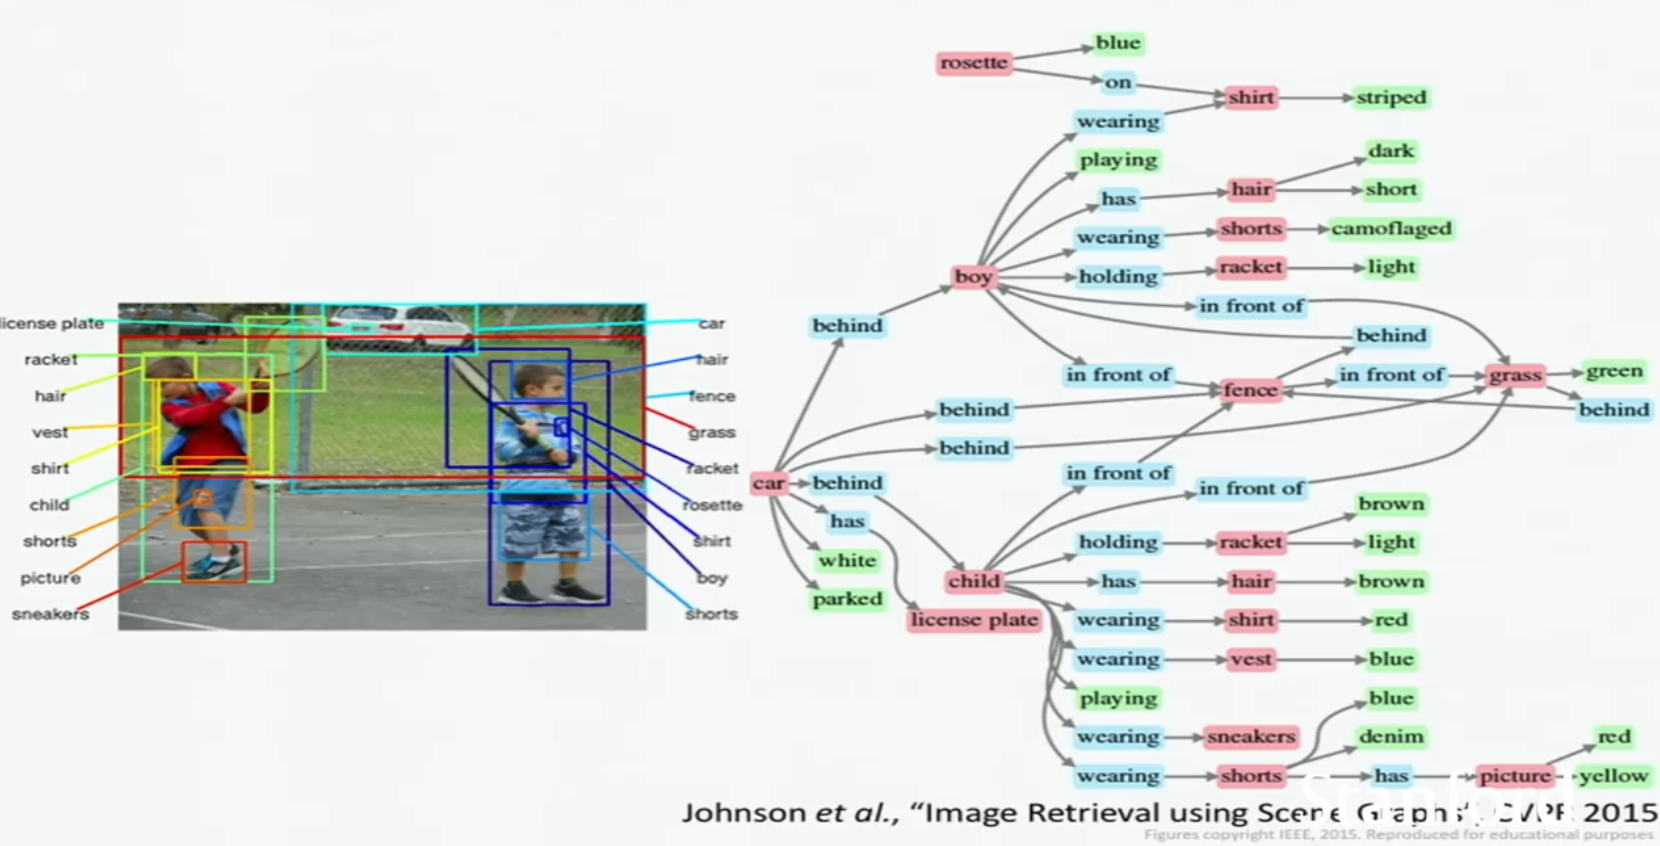 rosette
blue
on
shirt
striped
wearing
playing
dark
has
hair
short
wearing
shorts
camoflaged
boy
holding
racket
light
in front of
behind
behind
in front of
fence
in front of
grass
green
behind
behind
behind
in front of
car
behind
in front of
has
brown
white
holding
racket
light
parked
child
has
hair
brown
license plate
wearing
shirt
red
wearing
vest
blue
playing
blue
wearing
sneakers
denim
red
wearing
shorts
has
picture
yellow
license plate
racket
hair
vest
shirt
child
shorts
picture
sneakers
car
hair
fence
grass
racket
rosette
shirt
boy
shorts
Stanford
Johnson et al., “Image Retrieval using Scene Graphs”, CVPR 2015
Figures copyright IEEE, 2015. Reproduced for educational purposes